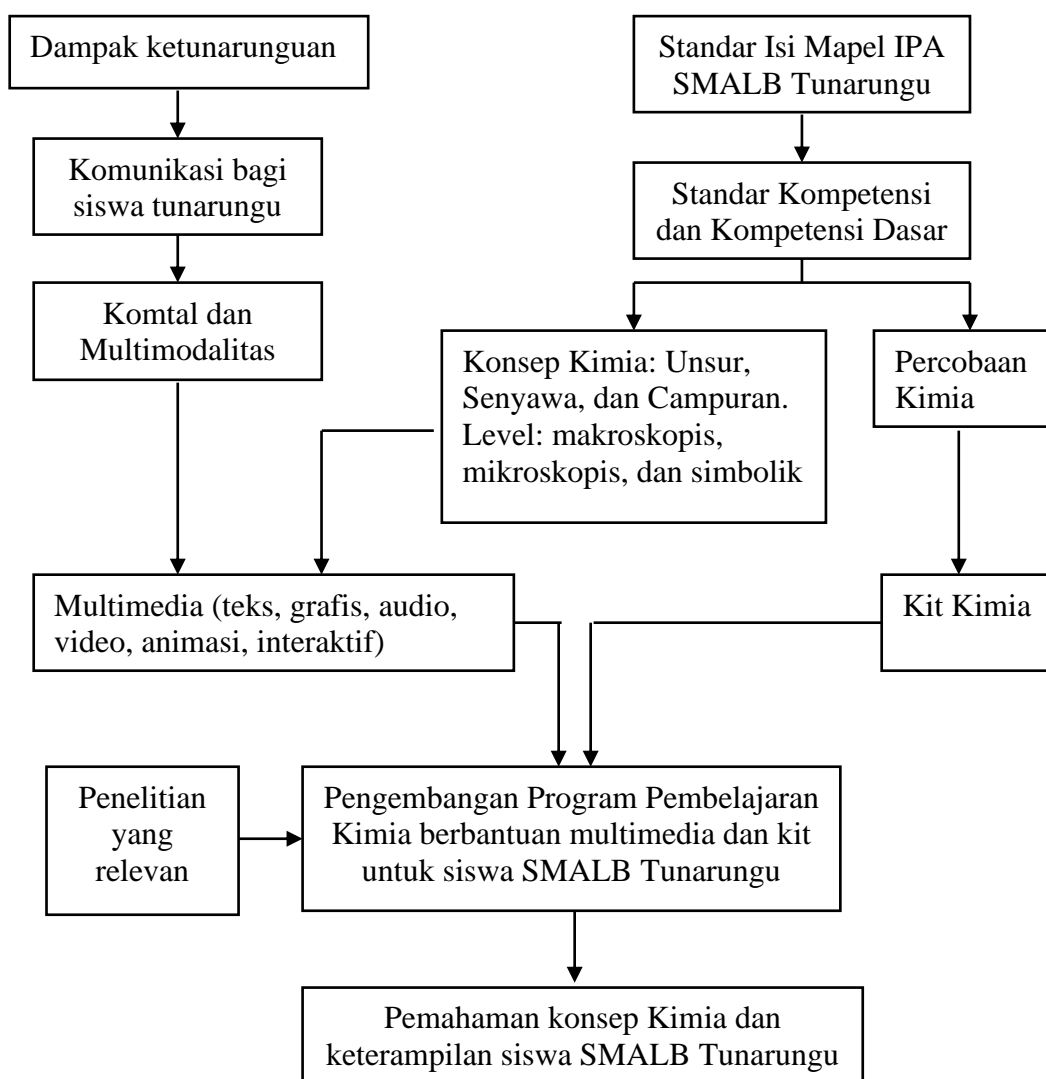 Dampak ketunarunguan
Standar Isi Mapel IPA
SMALB Tunarungu
Komunikasi bagi
siswa tunarungu
Standar Kompetensi
dan Kompetensi Dasar
Komtal dan
Multimodalitas
Konsep Kimia: Unsur,
Senyawa, dan Campuran.
Level: makroskopis,
mikroskopis, dan simbolik
Percobaan
Kimia
Multimedia (teks, grafis, audio,
video, animasi, interaktif)
Kit Kimia
Penelitian
yang
relevan
Pengembangan Program Pembelajaran
Kimia berbantuan multimedia dan kit
untuk siswa SMALB Tunarungu
Pemahaman konsep Kimia dan
keterampilan siswa SMALB Tunarungu